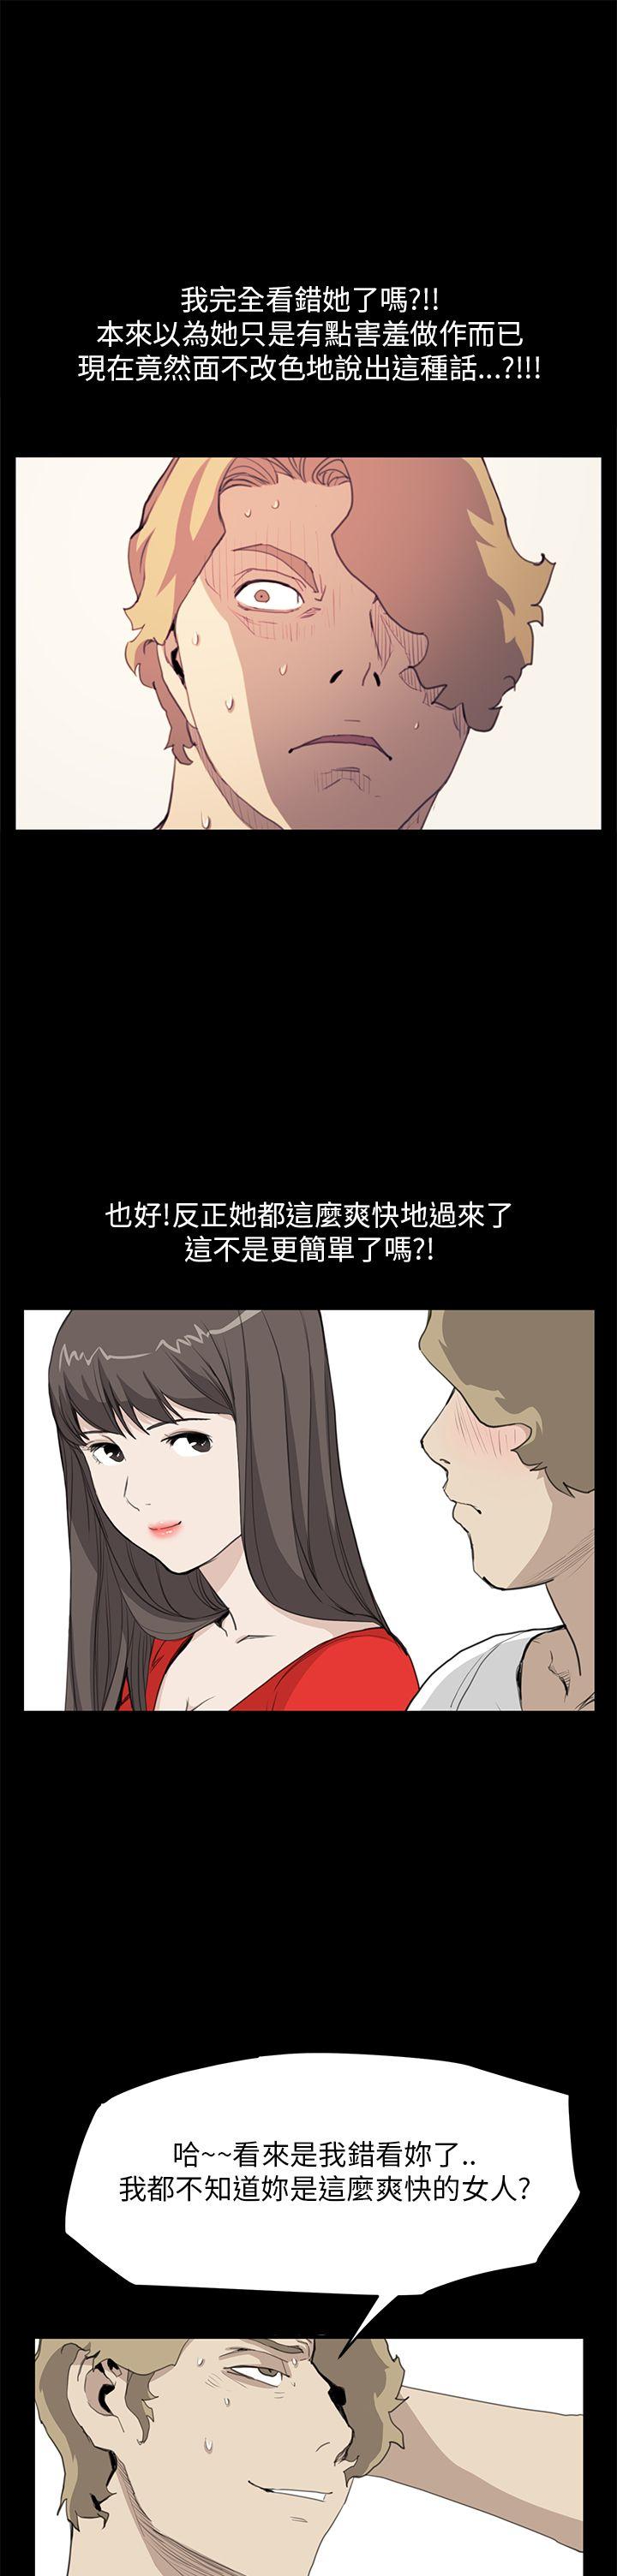 我完全看錯她了嗎?!!
本來以為她只是有點害羞做作而已
現在竟然面不改色地說出這種話...?!!!
也好!反正她都這麼爽快地過來了
這不是更簡單了嗎?!
哈~~看來是我錯看妳了..
我都不知道妳是這麼爽快的女人?